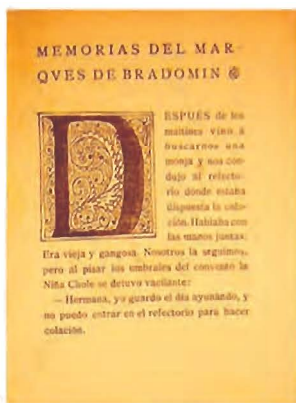 MEMORIAS DEL MAR-
QVES DE BRADOMIN
DESPUÉS de los
maitines vino á
buscarnos una
monja y nos con-
dujo al refecto-
rio donde estaba
dispuesta la cola-
ción. Hablaba con
las manos juntas.
Era vieja y gangosa. Nosotros la seguimos,
pero al pisar los umbrales del convento la
Niña Chole se detuvo vacilante:
— Hermana, yo guardo el día ayunando, y
no puedo entrar en el refectorio para hacer
colación.